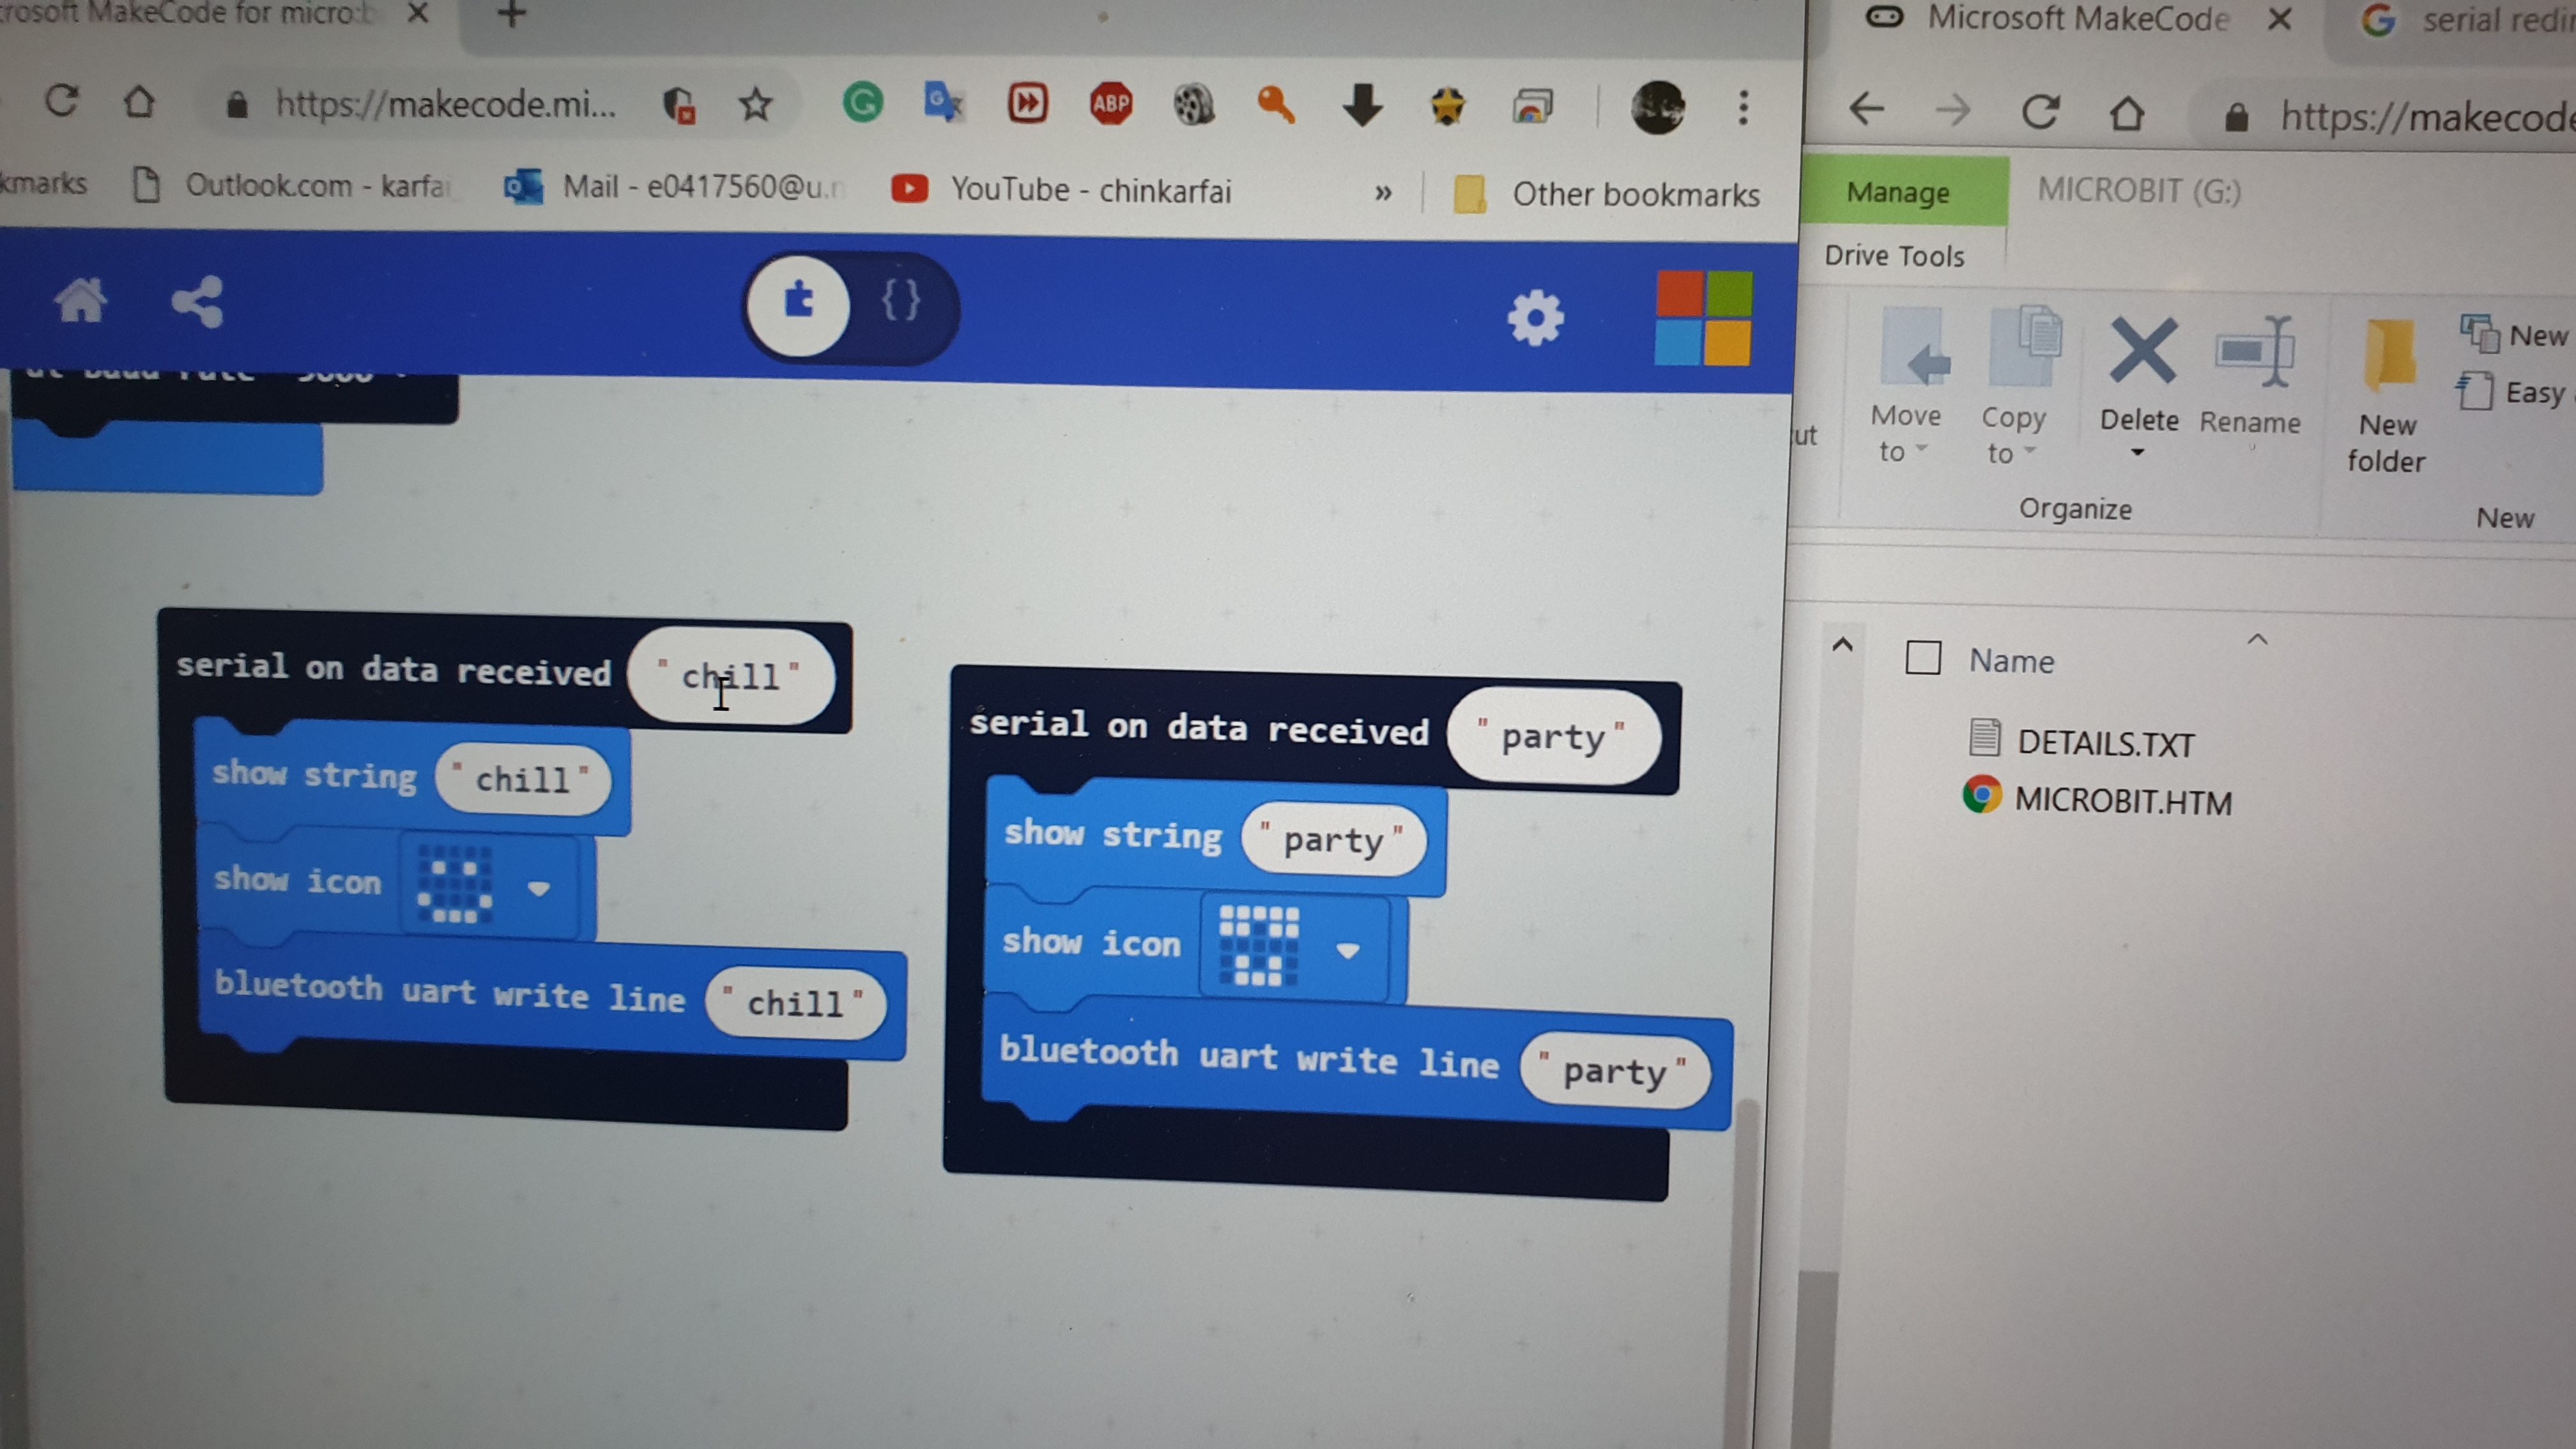 rosoft MakeCode for micro:b
https://makecode.mi...
kmarks
Outlook.com - karfai
Mail - e0417560@u.n
YouTube - chinkarfai
»
Other bookmarks
ABP
{}
serial on data received "chill"
show string "chill"
show icon
bluetooth uart write line "chill"
serial on data received "party"
show string "party"
show icon
bluetooth uart write line "party"
Microsoft MakeCode
serial redi
https://makecode
Manage
MICROBIT (G:)
Drive Tools
ut
Move to
Copy to
Delete
Rename
New folder
New
Easy
Organize
New
Name
DETAILS.TXT
MICROBIT.HTM